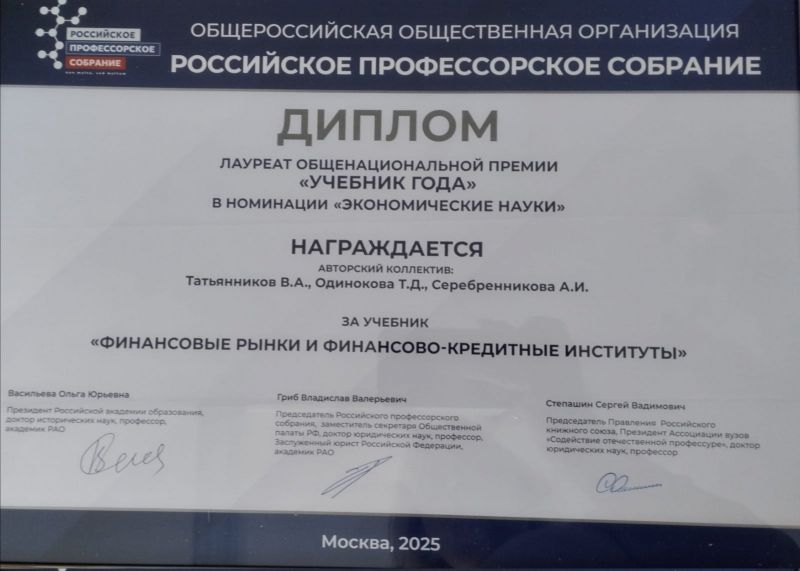 РОССИЙСКОЕ
ПРОФЕССОРСКОЕ
СОБРАНИЕ
ОБЩЕРОССИЙСКАЯ ОБЩЕСТВЕННАЯ ОРГАНИЗАЦИЯ
РОССИЙСКОЕ ПРОФЕССОРСКОЕ СОБРАНИЕ
ДИПЛОМ
ЛАУРЕАТ ОБЩЕНАЦИОНАЛЬНОЙ ПРЕМИИ
«УЧЕБНИК ГОДА»
В НОМИНАЦИИ «ЭКОНОМИЧЕСКИЕ НАУКИ»
НАГРАЖДАЕТСЯ
АВТОРСКИЙ КОЛЛЕКТИВ:
Татьянников В.А., Одинокова Т.Д., Серебренникова А.И.
ЗА УЧЕБНИК
«ФИНАНСОВЫЕ РЫНКИ И ФИНАНСОВО-КРЕДИТНЫЕ ИНСТИТУТЫ»
Васильева Ольга Юрьевна
Президент Российской академии образования,
доктор исторических наук, профессор,
академик РАО
Гриб Владислав Валерьевич
Председатель Российского профессорского
собрания, заместитель секретаря Общественной
палаты РФ, доктор юридических наук, профессор,
Заслуженный юрист Российской Федерации,
академик РАО
Степашин Сергей Вадимович
Председатель Правления Российского
книжного союза, Президент Ассоциации вузов
«Содействие отечественной профессуре», доктор
юридических наук, профессор
Москва, 2025